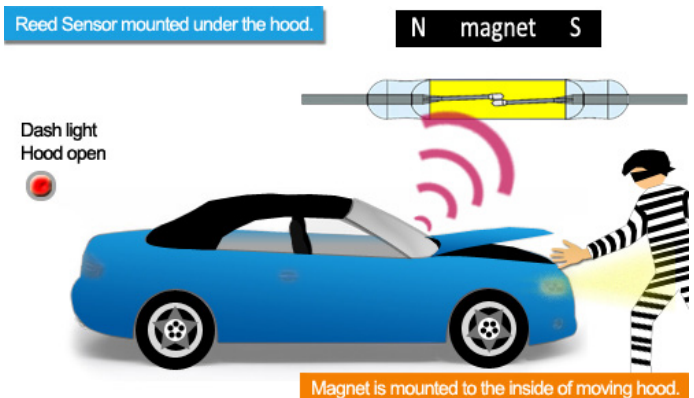 Reed Sensor mounted under the hood.
N magnet S
Dash light
Hood open
Magnet is mounted to the inside of moving hood.